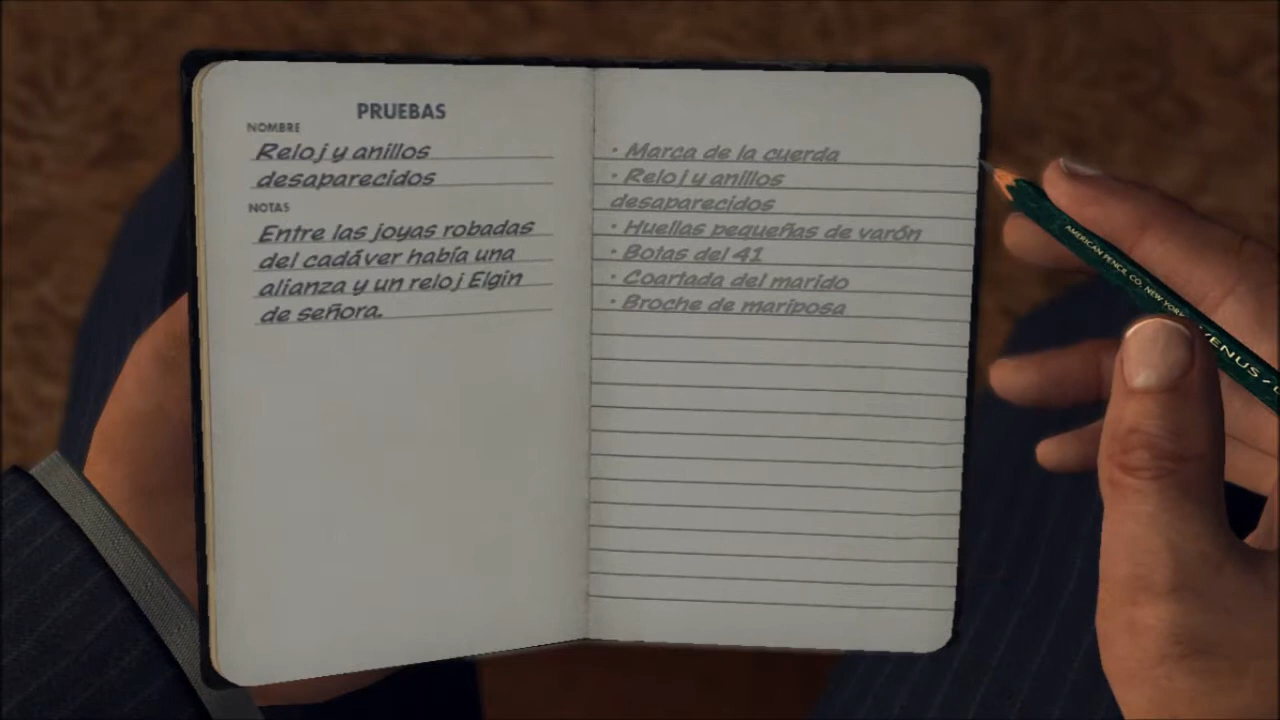 PRUEBAS
NOMBRE
Reloj y anillos
desaparecidos
NOTAS
Entre las joyas robadas
del cadáver había una
alianza y un reloj Elgin
de señora.
• Marca de la cuerda
• Reloj y anillos
desaparecidos
• Huellas pequeñas de varón
• Botas del 41
• Coartada del marido
• Broche de mariposa
AMERICAN PENCIL CO. NEW YORK
VENUS